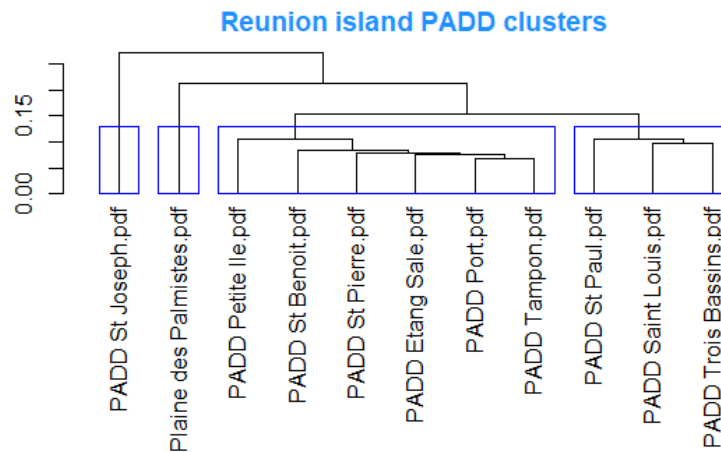 Reunion island PADD clusters
0.15
0.00
PADD St Joseph.pdf
Plaine des Palmistes.pdf
PADD Petite Ile.pdf
PADD St Benoit.pdf
PADD St Pierre.pdf
PADD Etang Sale.pdf
PADD Port.pdf
PADD Tampon.pdf
PADD St Paul.pdf
PADD Saint Louis.pdf
PADD Trois Bassins.pdf